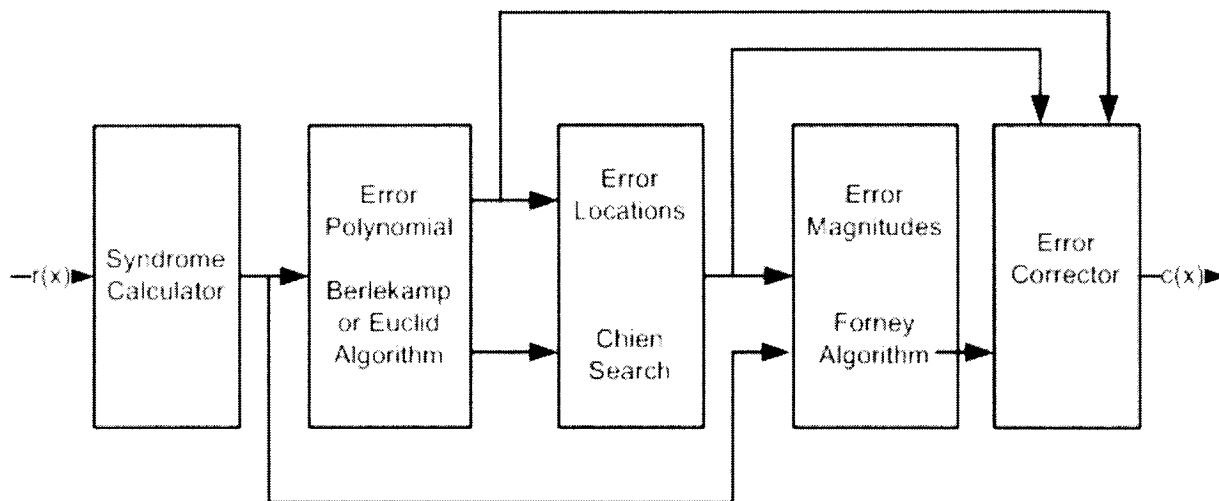 r(x)
Syndrome
Calculator
Error
Polynomial
Berlekamp
or Euclid
Algorithm
Error
Locations
Chien
Search
Error
Magnitudes
Forney
Algorithm
Error
Corrector
c(x)